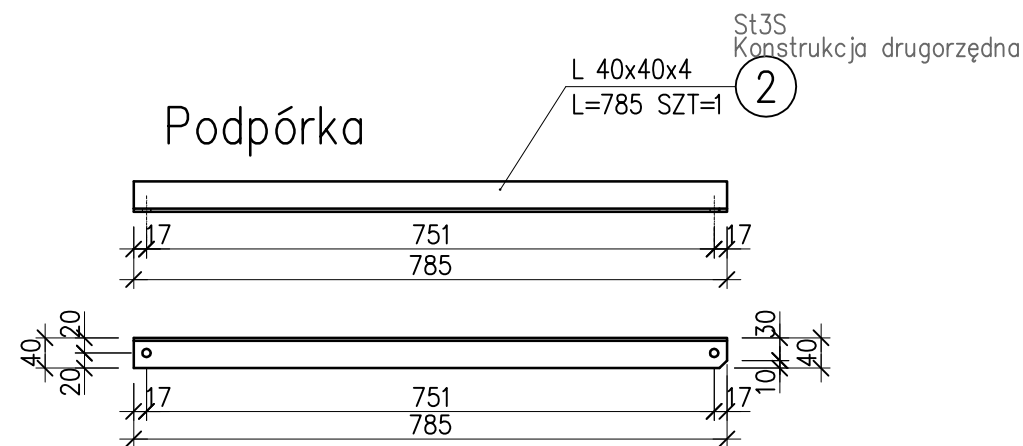 St3S
Konstrukcja drugorzędna
L 40x40x4
2
L=785 SZT=1
Podpórka
17 751 17
785
20 30
40 40
20 10
17 751 17
785